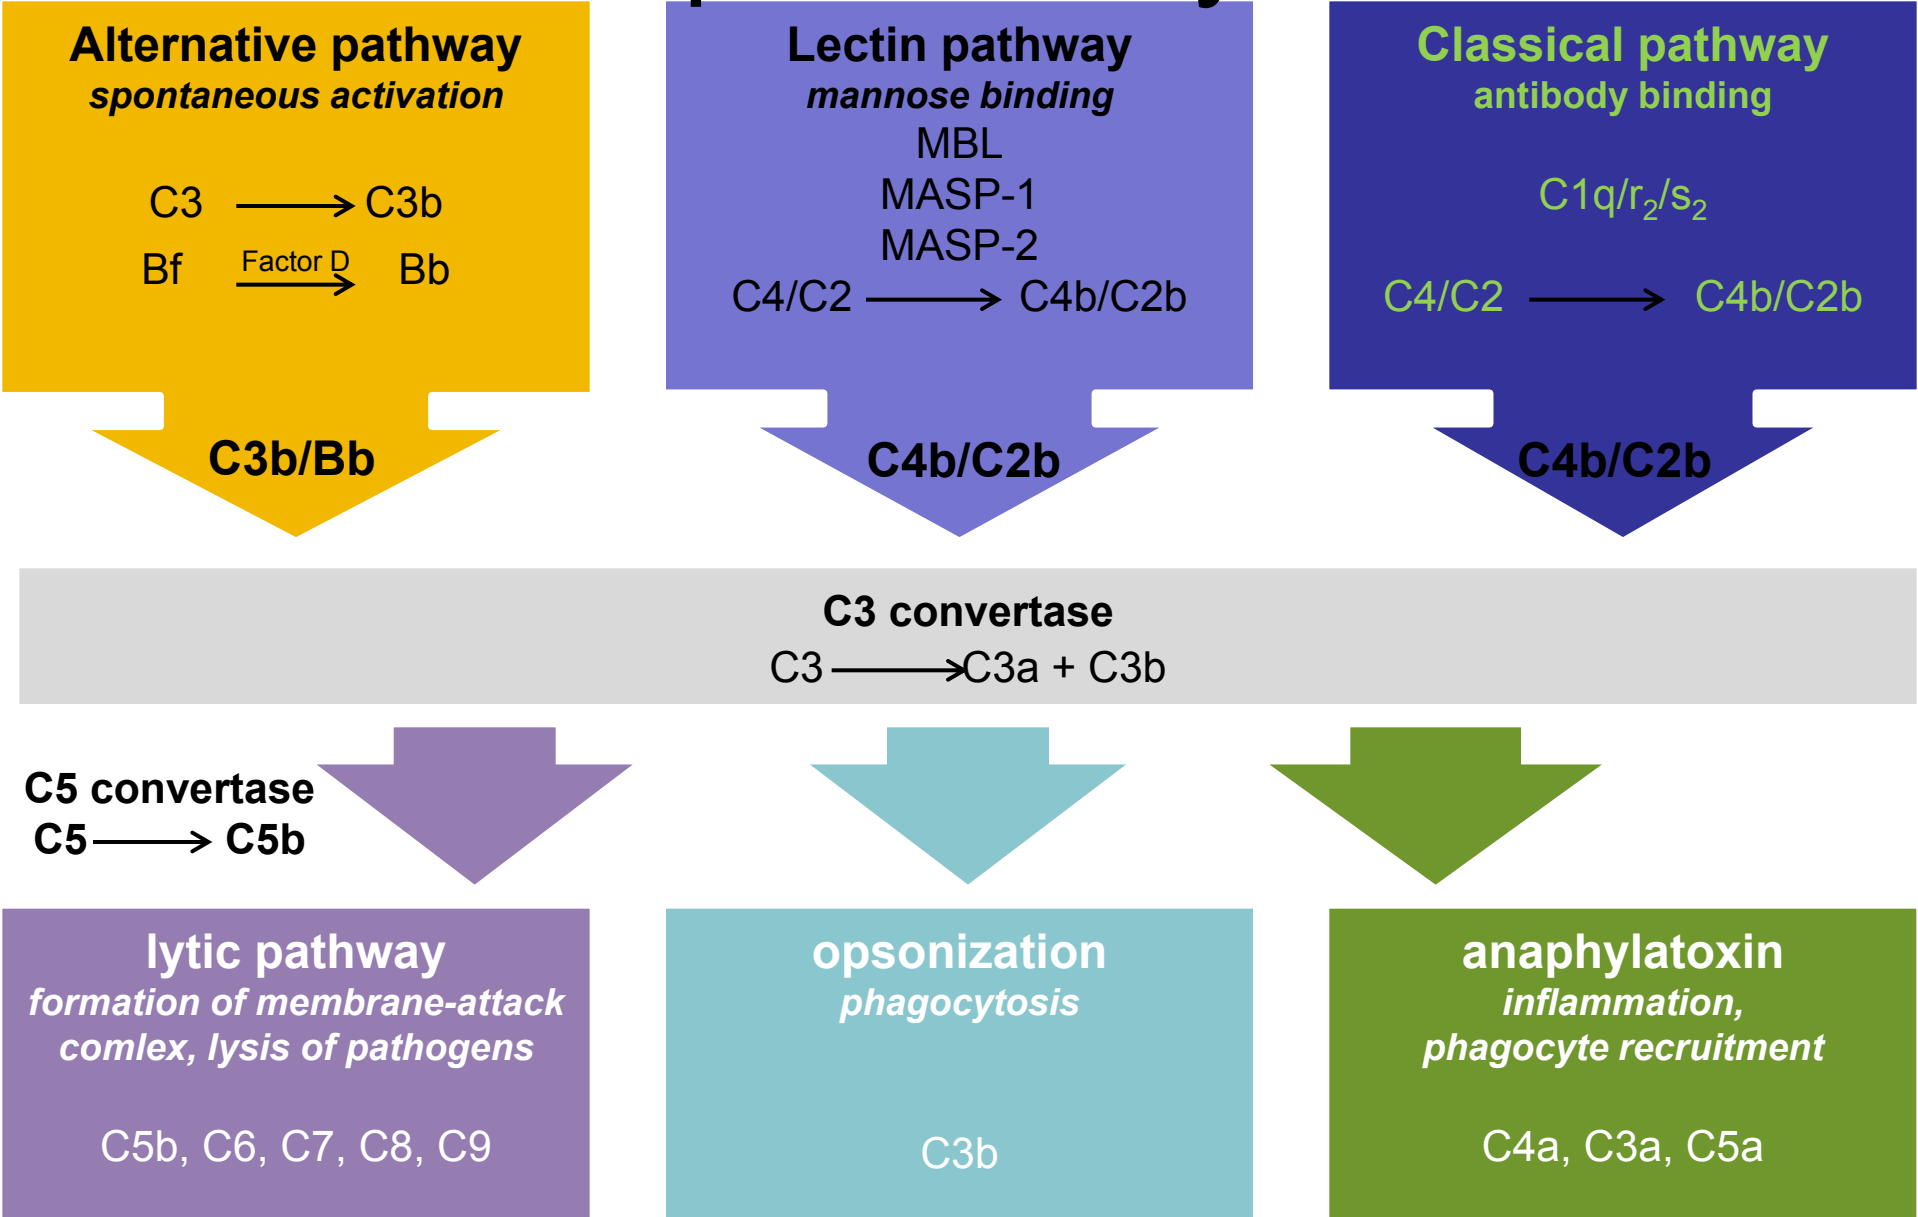 Alternative pathway
spontaneous activation
C3 → C3b
Bf Factor D → Bb
C3b/Bb
Lectin pathway
mannose binding
MBL
MASP-1
MASP-2
C4/C2 → C4b/C2b
C4b/C2b
Classical pathway
antibody binding
C1q/r₂/s₂
C4/C2 → C4b/C2b
C4b/C2b
C3 convertase
C3 → C3a + C3b
C5 convertase
C5 → C5b
lytic pathway
formation of membrane-attack
comlex, lysis of pathogens
C5b, C6, C7, C8, C9
opsonization
phagocytosis
C3b
anaphylatoxin
inflammation,
phagocyte recruitment
C4a, C3a, C5a